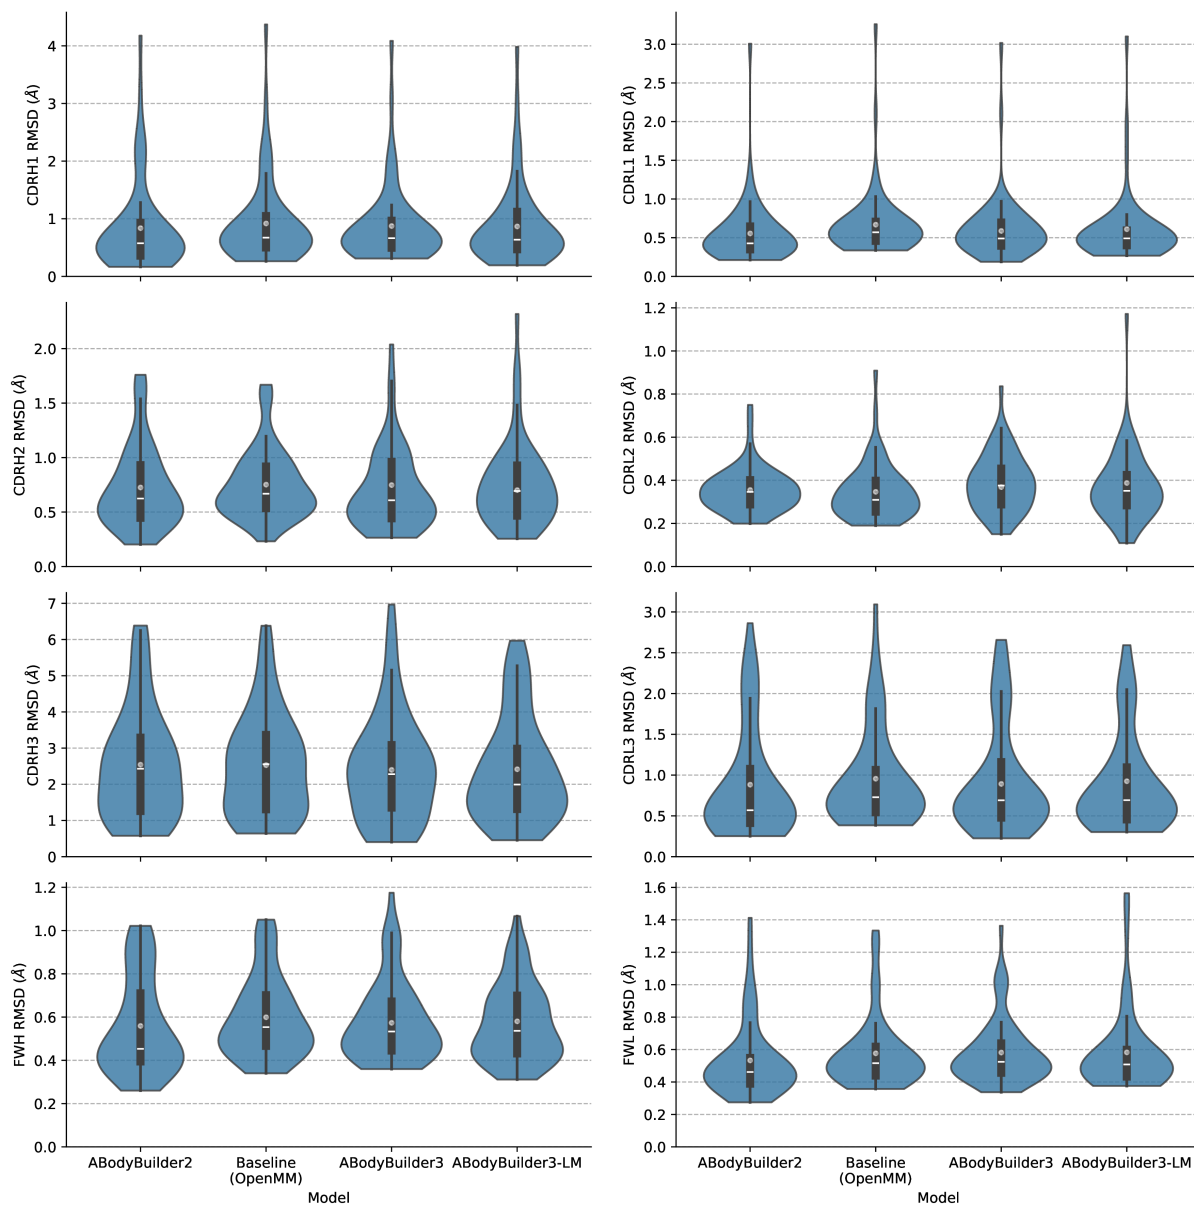 CDRH1 RMSD (Å)
4
3
2
1
0
CDRL1 RMSD (Å)
3.0
2.5
2.0
1.5
1.0
0.5
0.0
CDRH2 RMSD (Å)
2.0
1.5
1.0
0.5
0.0
CDRL2 RMSD (Å)
1.2
1.0
0.8
0.6
0.4
0.2
0.0
CDRH3 RMSD (Å)
7
6
5
4
3
2
1
0
CDRL3 RMSD (Å)
3.0
2.5
2.0
1.5
1.0
0.5
0.0
FWH RMSD (Å)
1.2
1.0
0.8
0.6
0.4
0.2
0.0
ABodyBuilder2
Baseline
(OpenMM)
ABodyBuilder3
ABodyBuilder3-LM
Model
FWL RMSD (Å)
1.6
1.4
1.2
1.0
0.8
0.6
0.4
0.2
0.0
ABodyBuilder2
Baseline
(OpenMM)
ABodyBuilder3
ABodyBuilder3-LM
Model